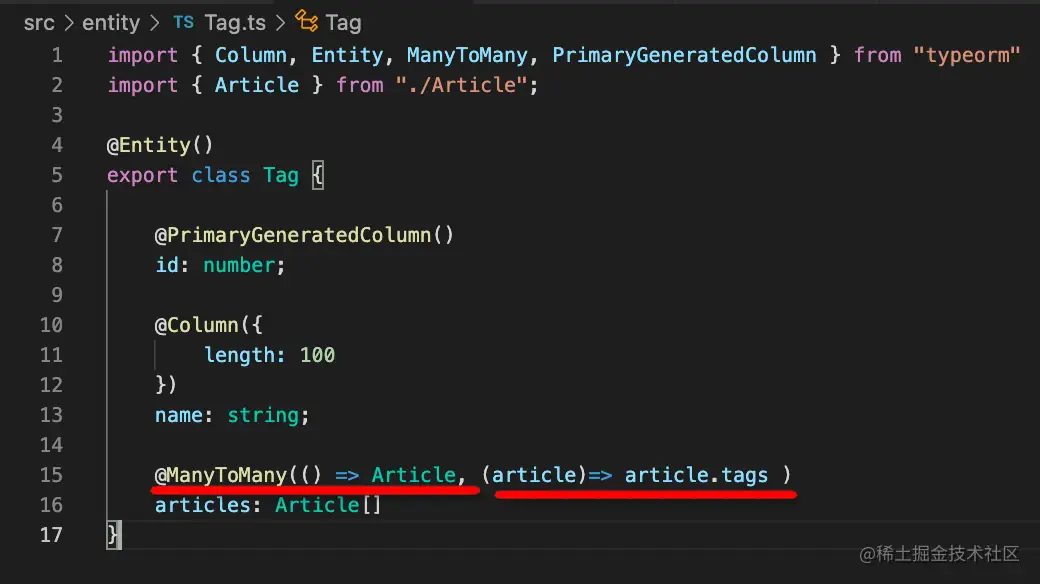 src > entity > TS Tag.ts > Tag
1 import { Column, Entity, ManyToMany, PrimaryGeneratedColumn } from "typeorm"
2 import { Article } from "./Article";
3
4 @Entity()
5 export class Tag {
6
7     @PrimaryGeneratedColumn()
8     id: number;
9
10     @Column({
11         length: 100
12     })
13     name: string;
14
15     @ManyToMany(() => Article, (article)=> article.tags )
16     articles: Article[]
17 }
@稀土掘金技术社区